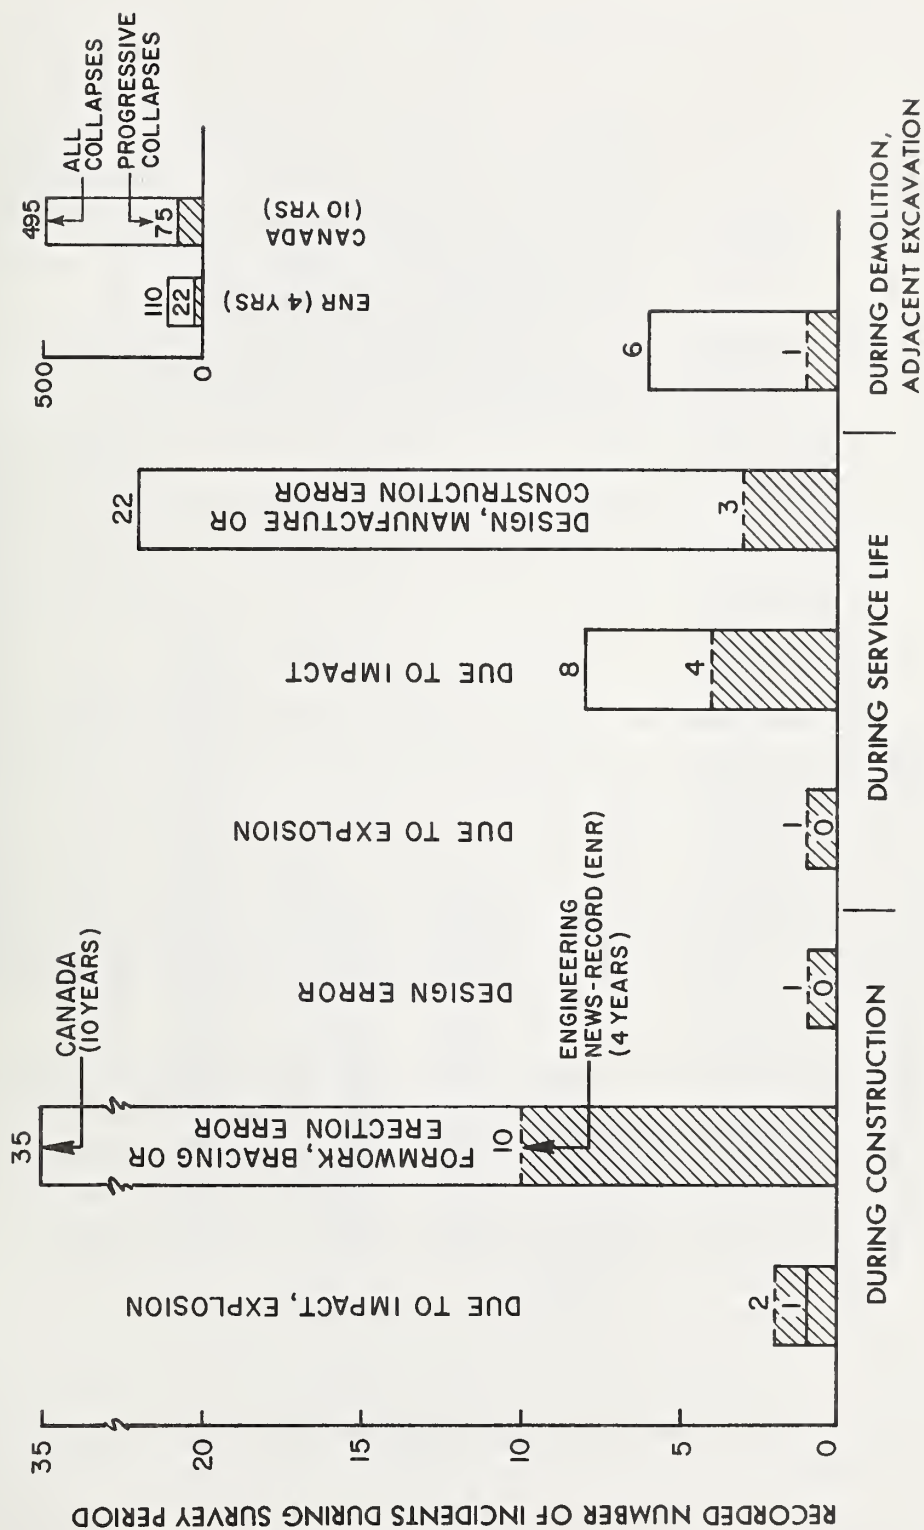 RECORDED NUMBER OF INCIDENTS DURING SURVEY PERIOD
35
20
15
10
5
0
DUE TO IMPACT, EXPLOSION
2
1
35
CANADA
(10 YEARS)
FORMWORK, BRACING OR
ERECTION ERROR
10
ENGINEERING
NEWS-RECORD (ENR)
(4 YEARS)
DESIGN ERROR
1
0
DURING CONSTRUCTION
DUE TO EXPLOSION
1
0
DUE TO IMPACT
8
4
22
DESIGN, MANUFACTURE OR
CONSTRUCTION ERROR
3
DURING SERVICE LIFE
6
1
DURING DEMOLITION,
ADJACENT EXCAVATION
500
0
110
22
ENR (4 YRS)
495
75
CANADA
(10 YRS)
ALL
COLLAPSES
PROGRESSIVE
COLLAPSES